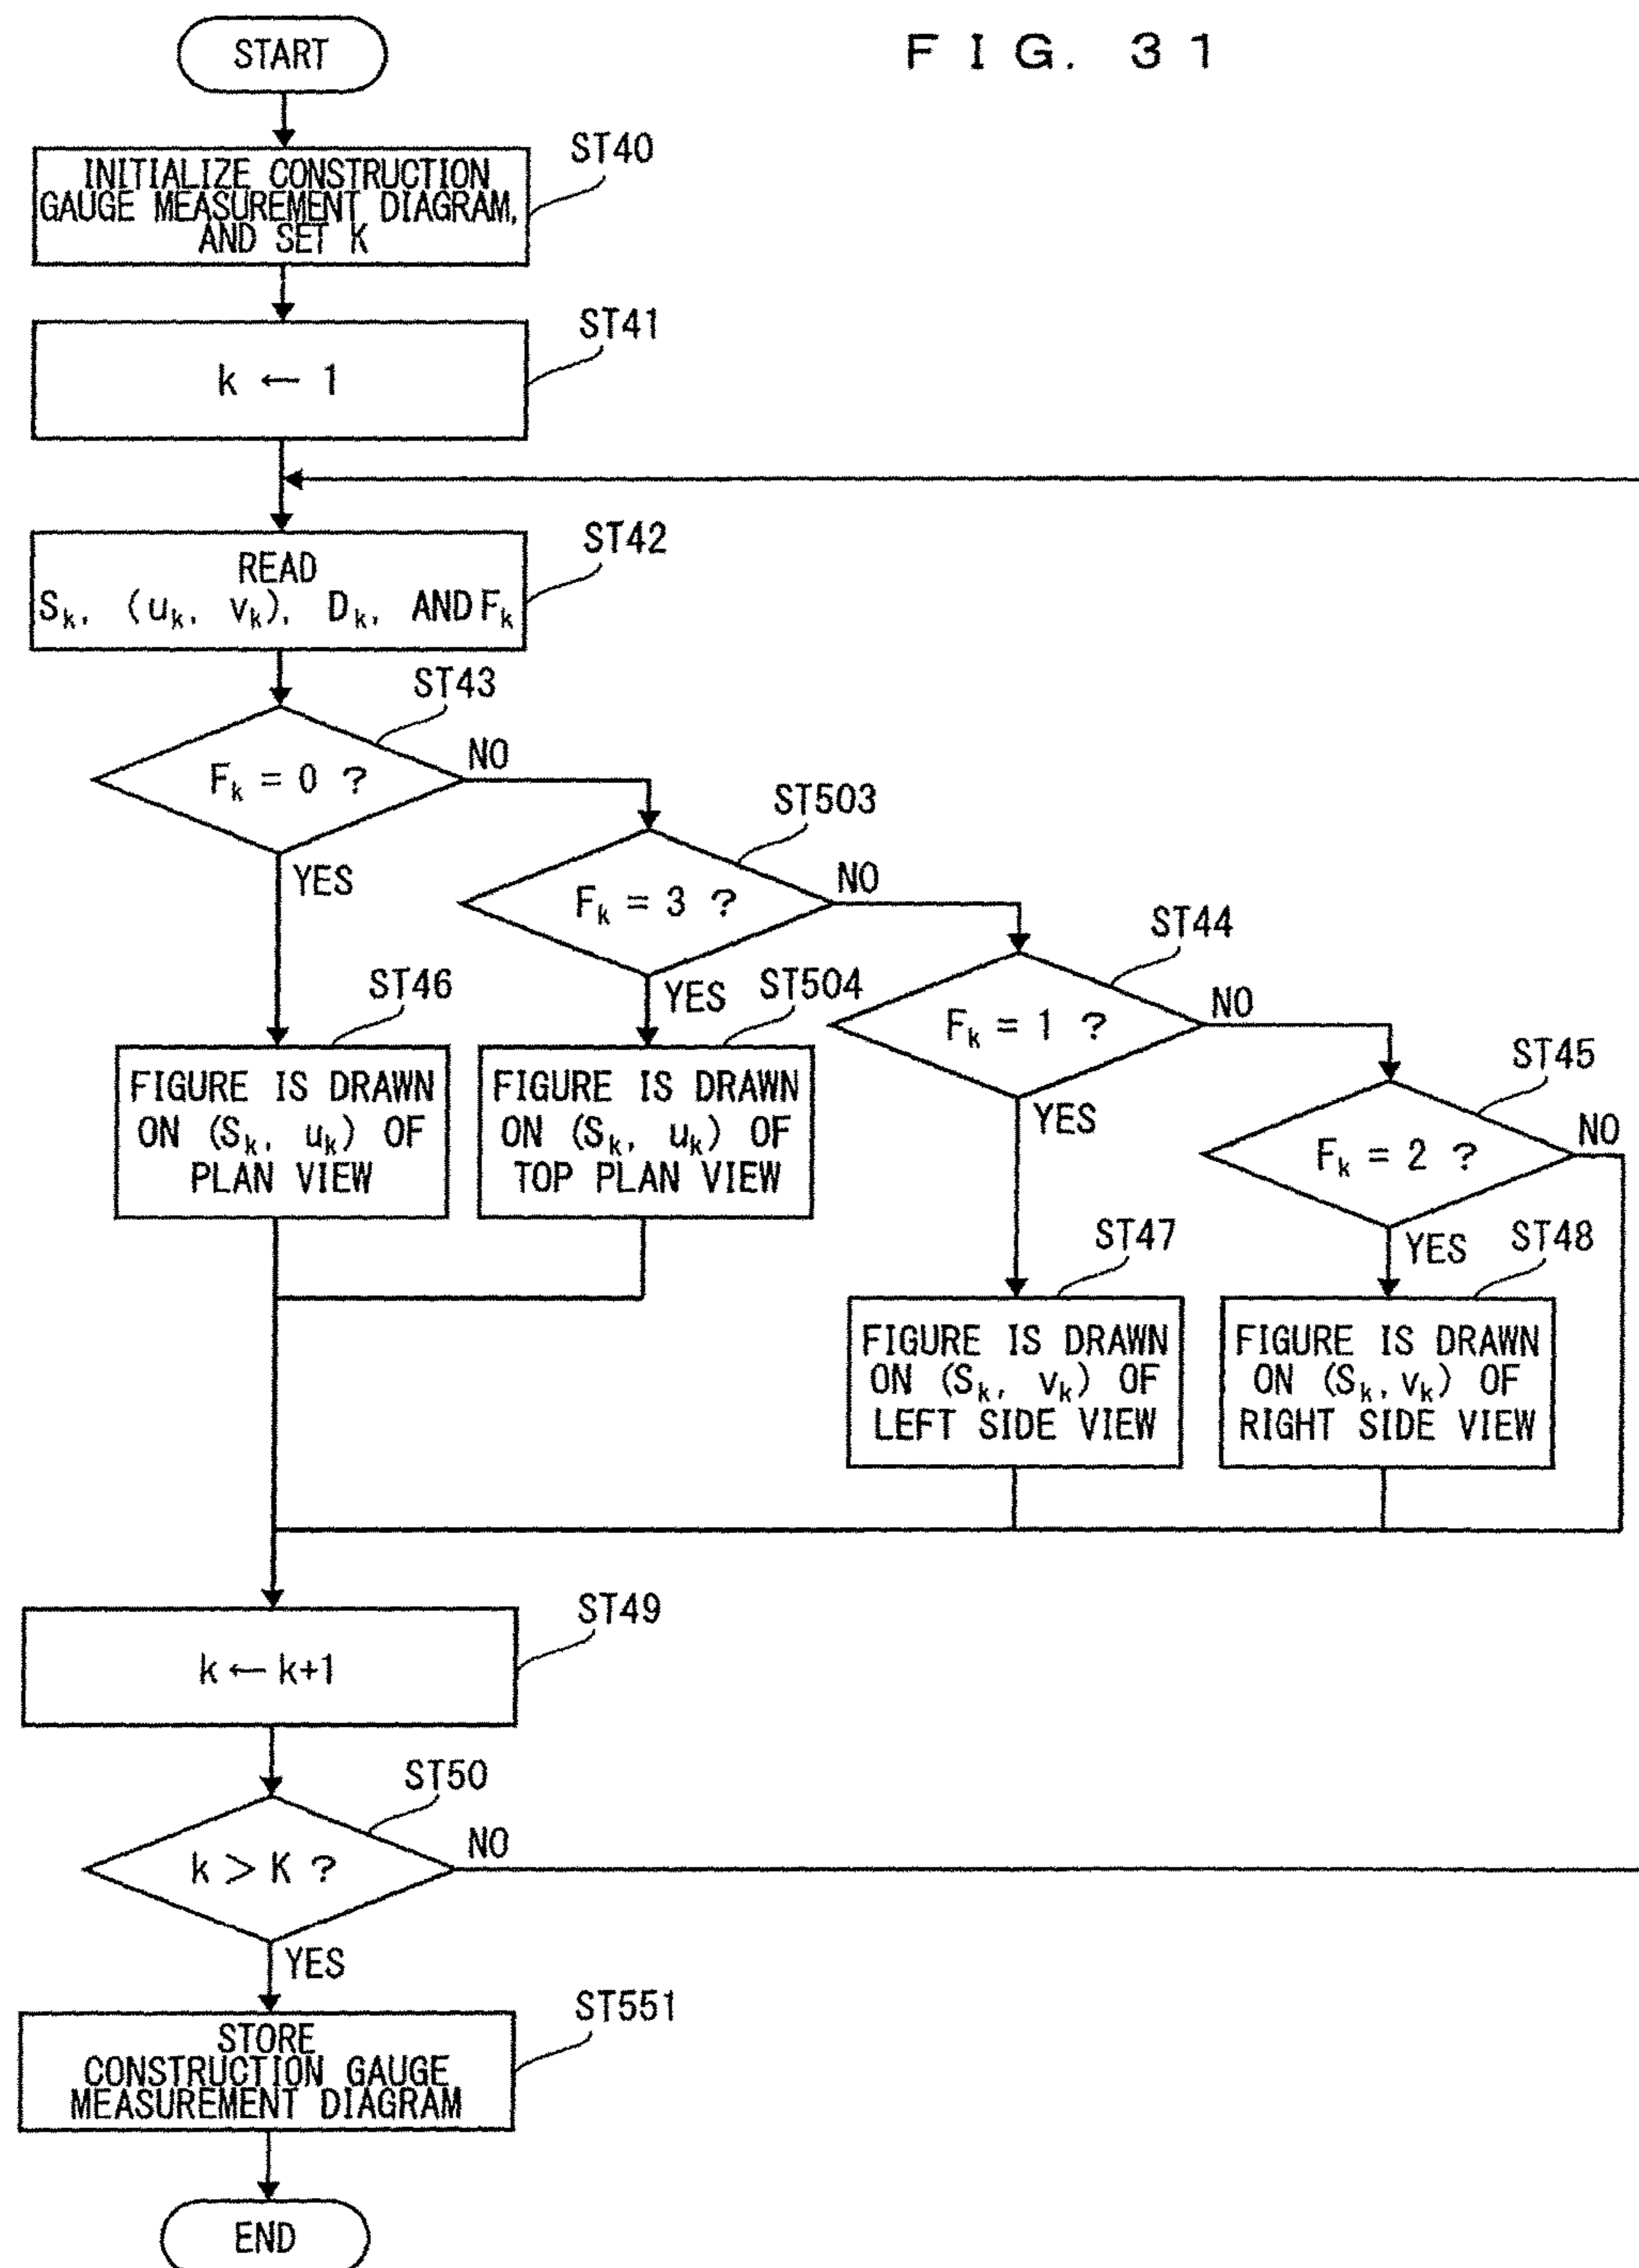 FIG. 31
START
ST40
INITIALIZE CONSTRUCTION
GAUGE MEASUREMENT DIAGRAM,
AND SET K
ST41
k ← 1
ST42
READ
Sk, (uk, vk), Dk, AND Fk
ST43
Fk = 0 ?
NO
YES
ST503
Fk = 3 ?
NO
YES
ST44
Fk = 1 ?
NO
YES
ST45
Fk = 2 ?
NO
YES
ST46
FIGURE IS DRAWN
ON (Sk, uk) OF
PLAN VIEW
ST504
FIGURE IS DRAWN
ON (Sk, uk) OF
TOP PLAN VIEW
ST47
FIGURE IS DRAWN
ON (Sk, vk) OF
LEFT SIDE VIEW
ST48
FIGURE IS DRAWN
ON (Sk, vk) OF
RIGHT SIDE VIEW
ST49
k ← k+1
ST50
k > K ?
NO
YES
ST551
STORE
CONSTRUCTION GAUGE
MEASUREMENT DIAGRAM
END